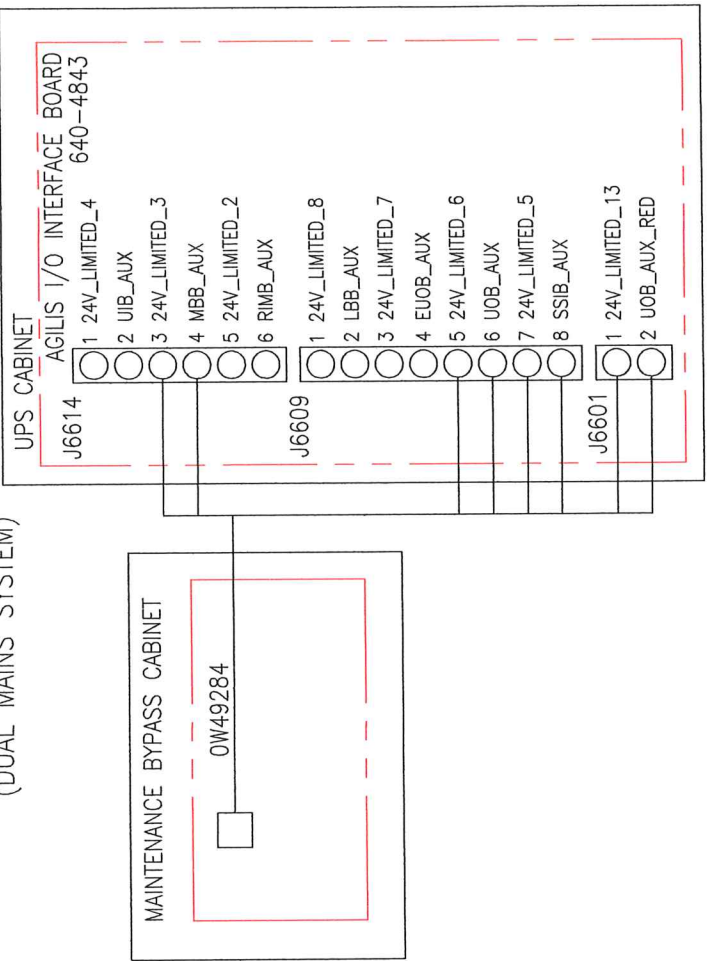 (DUAL MAINS SYSTEM)
UPS CABINET
AGILIS I/O INTERFACE BOARD
640-4843
J6614
1 24V_LIMITED_4
2 UIB_AUX
3 24V_LIMITED_3
4 MBB_AUX
5 24V_LIMITED_2
6 RIMB_AUX
J6609
1 24V_LIMITED_8
2 LBB_AUX
3 24V_LIMITED_7
4 EUOB_AUX
5 24V_LIMITED_6
6 UOB_AUX
7 24V_LIMITED_5
8 SSIB_AUX
J6601
1 24V_LIMITED_13
2 UOB_AUX_RED
MAINTENANCE BYPASS CABINET
0W49284